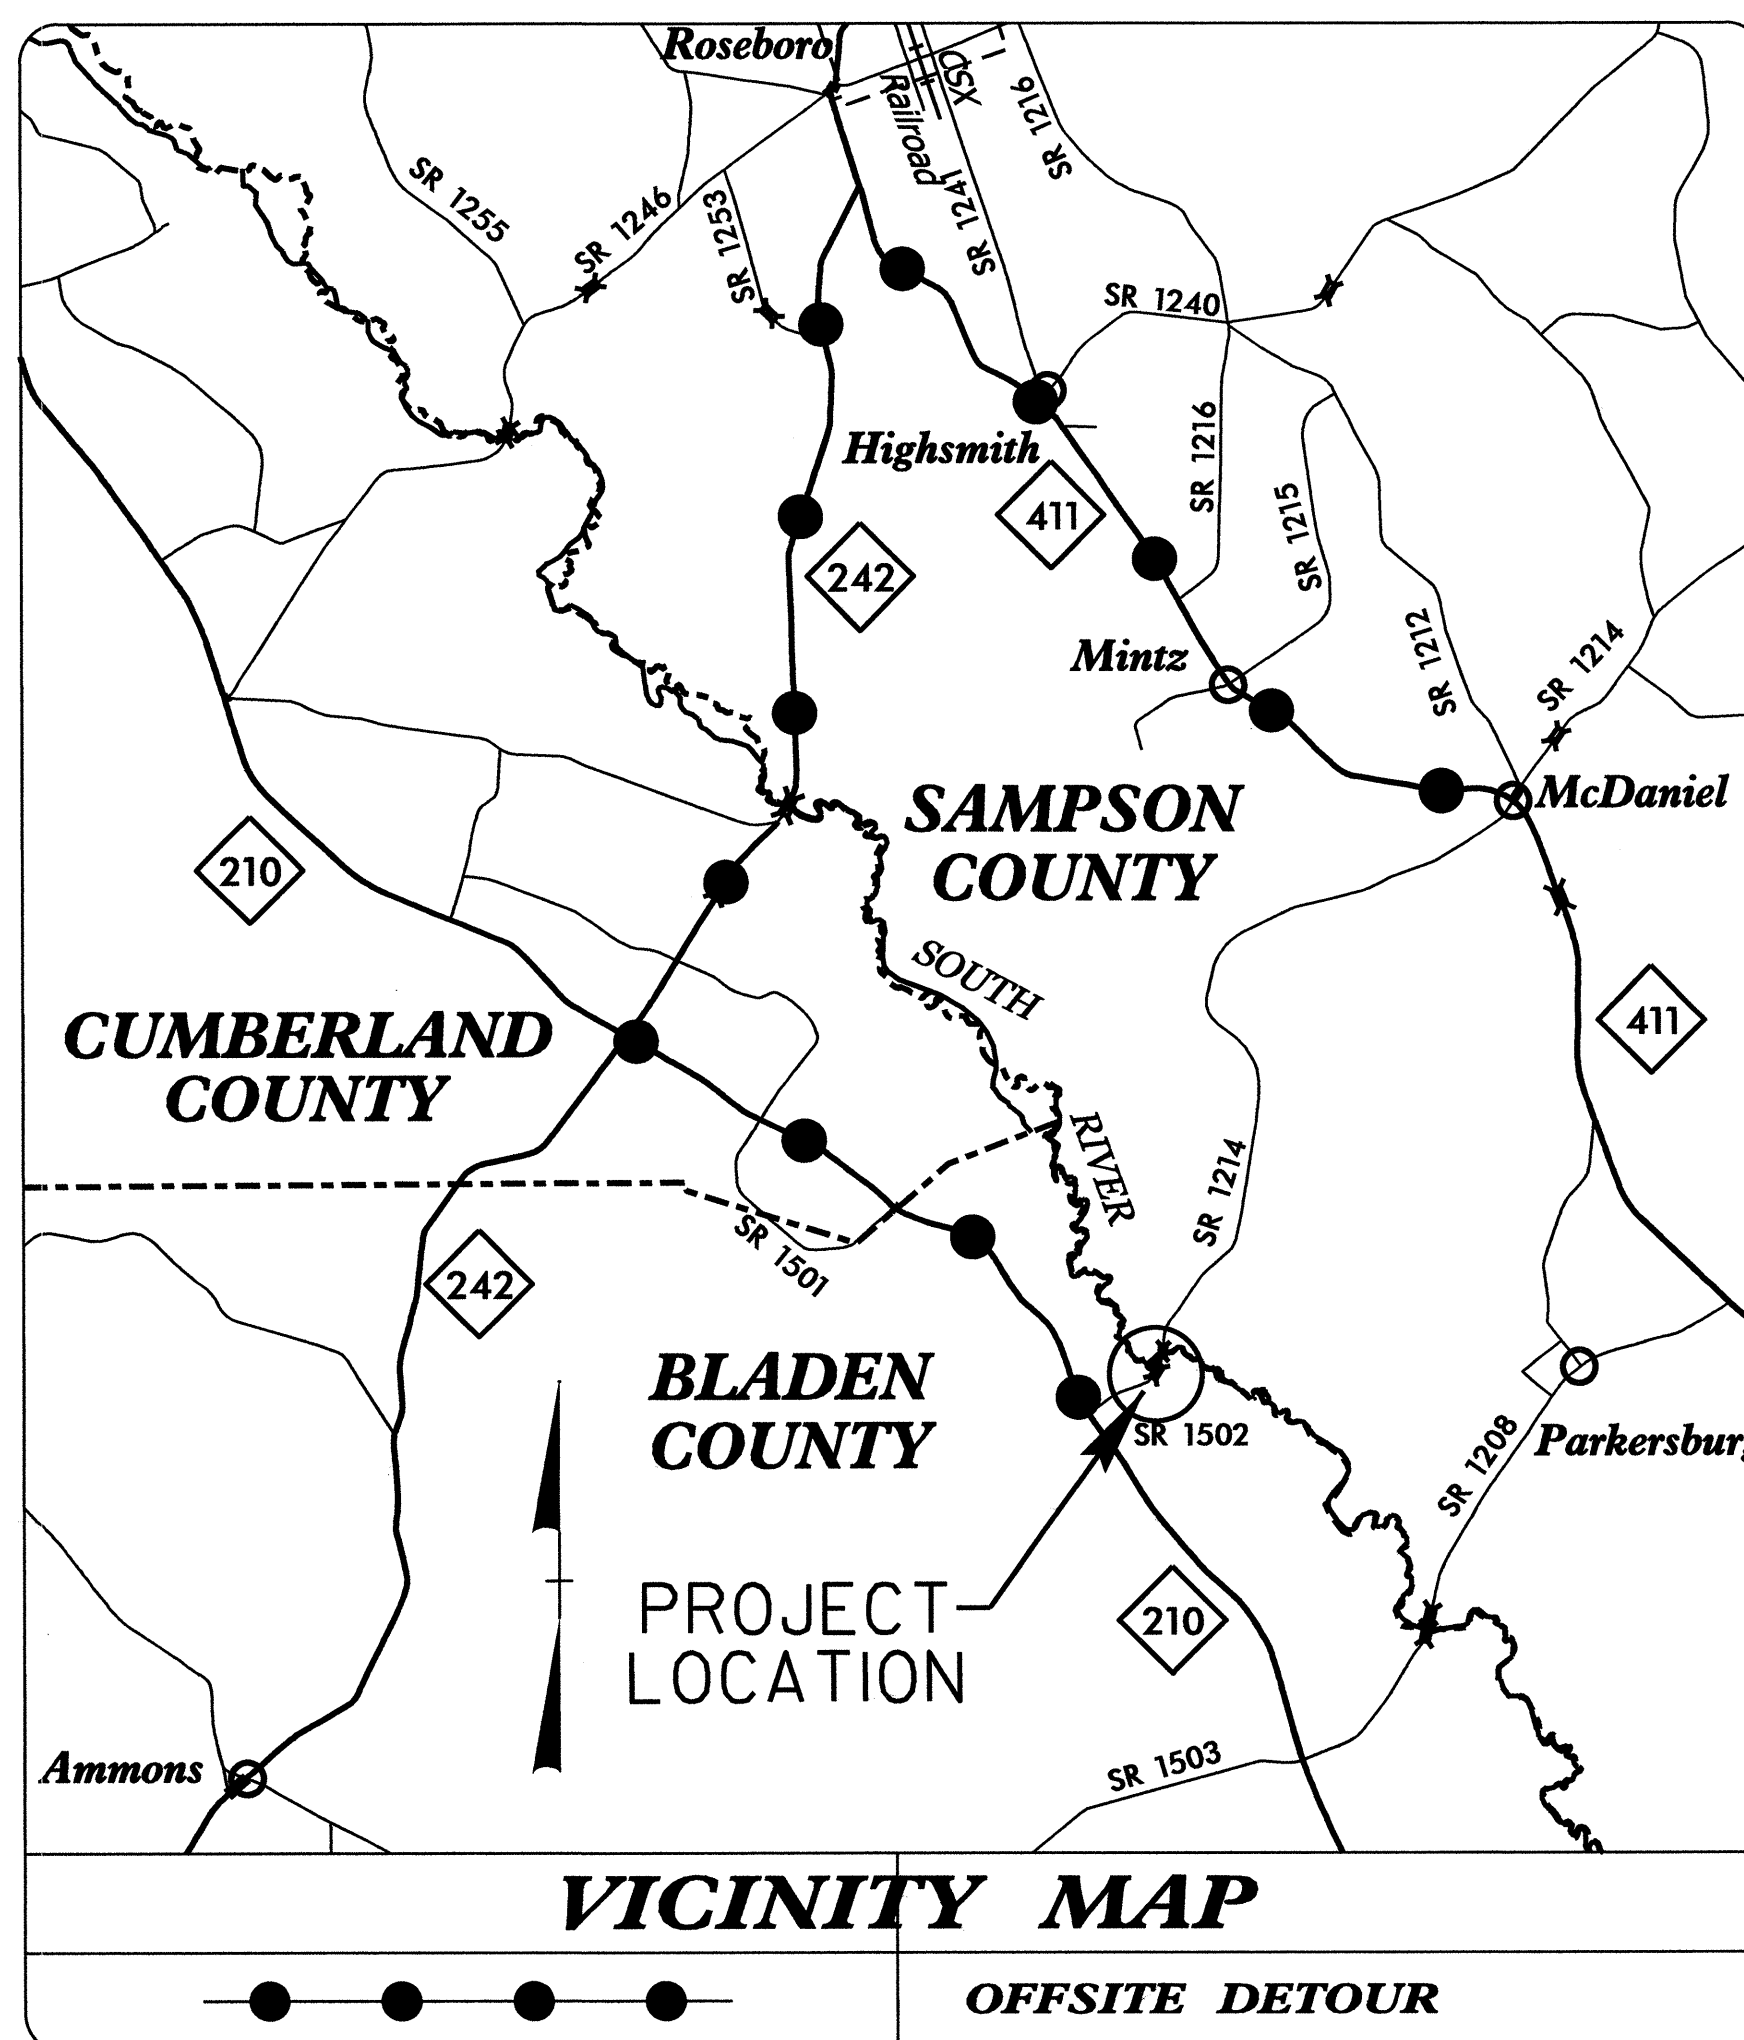 Roseboro
CSX
Railroad
SR 1216
SR 1255
SR 1246
SR 1253
SR 1241
SR 1240
Highsmith
411
SR 1216
SR 1215
242
Mintz
SR 1212
SR 1214
McDaniel
SAMPSON
COUNTY
210
SOUTH
RIVER
CUMBERLAND
COUNTY
411
SR 1214
SR 1501
242
BLADEN
COUNTY
SR 1502
SR 1208
Parkersbur
PROJECT
LOCATION
210
Ammons
SR 1503
VICINITY MAP
OFFSITE DETOUR